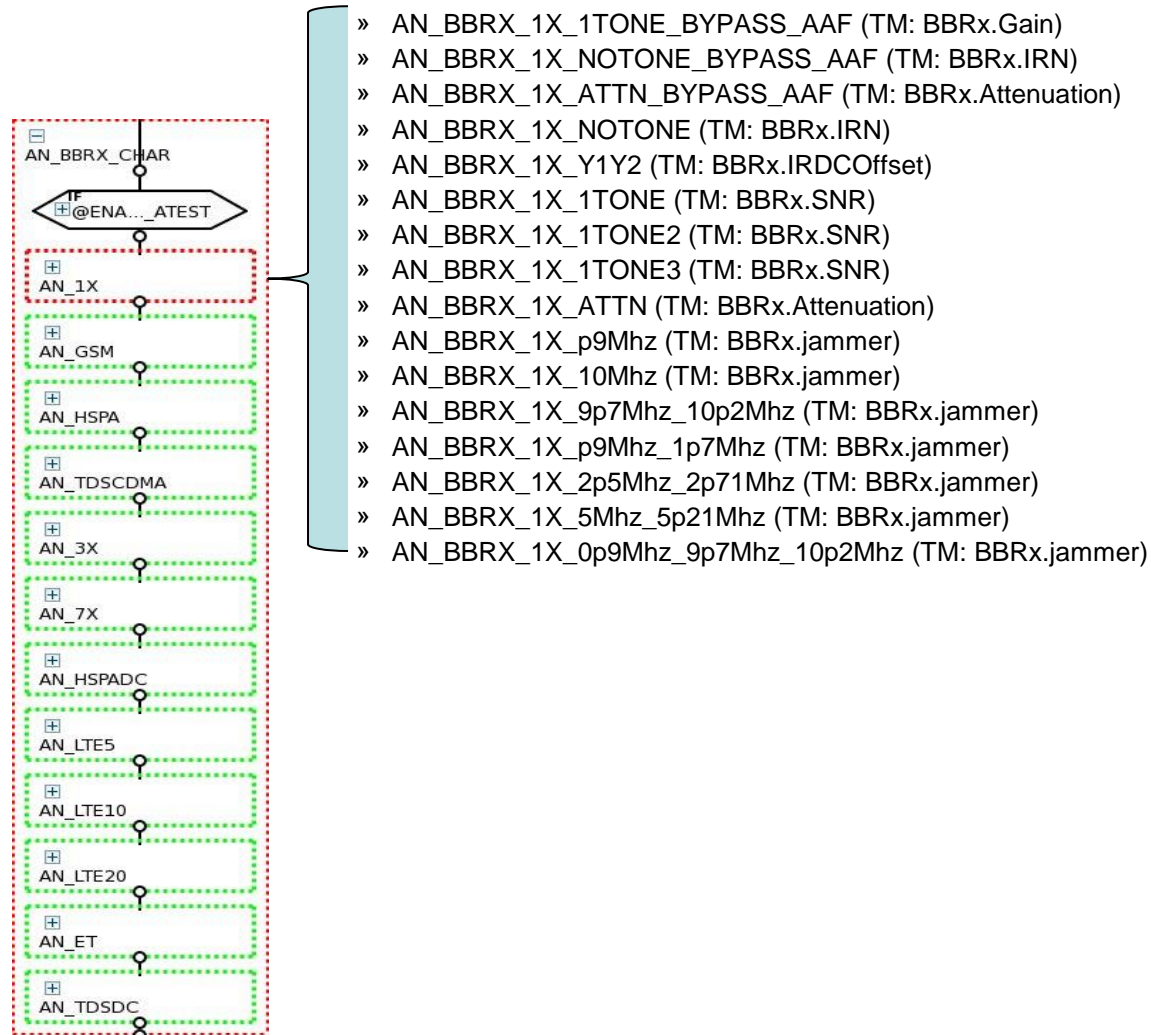 » AN_BBRX_1X_1TONE_BYPASS_AAF (TM: BBRx.Gain)
» AN_BBRX_1X_NOTONE_BYPASS_AAF (TM: BBRx.IRN)
» AN_BBRX_1X_ATTN_BYPASS_AAF (TM: BBRx.Attenuation)
» AN_BBRX_1X_NOTONE (TM: BBRx.IRN)
» AN_BBRX_1X_Y1Y2 (TM: BBRx.IRDCOffset)
» AN_BBRX_1X_1TONE (TM: BBRx.SNR)
» AN_BBRX_1X_1TONE2 (TM: BBRx.SNR)
» AN_BBRX_1X_1TONE3 (TM: BBRx.SNR)
» AN_BBRX_1X_ATTN (TM: BBRx.Attenuation)
» AN_BBRX_1X_p9Mhz (TM: BBRx.jammer)
» AN_BBRX_1X_10Mhz (TM: BBRx.jammer)
» AN_BBRX_1X_9p7Mhz_10p2Mhz (TM: BBRx.jammer)
» AN_BBRX_1X_p9Mhz_1p7Mhz (TM: BBRx.jammer)
» AN_BBRX_1X_2p5Mhz_2p71Mhz (TM: BBRx.jammer)
» AN_BBRX_1X_5Mhz_5p21Mhz (TM: BBRx.jammer)
» AN_BBRX_1X_0p9Mhz_9p7Mhz_10p2Mhz (TM: BBRx.jammer)
AN_BBRX_CHAR
IF
@ENA..._ATEST
AN_1X
AN_GSM
AN_HSPA
AN_TDSCDMA
AN_3X
AN_7X
AN_HSPADC
AN_LTE5
AN_LTE10
AN_LTE20
AN_ET
AN_TDSDC